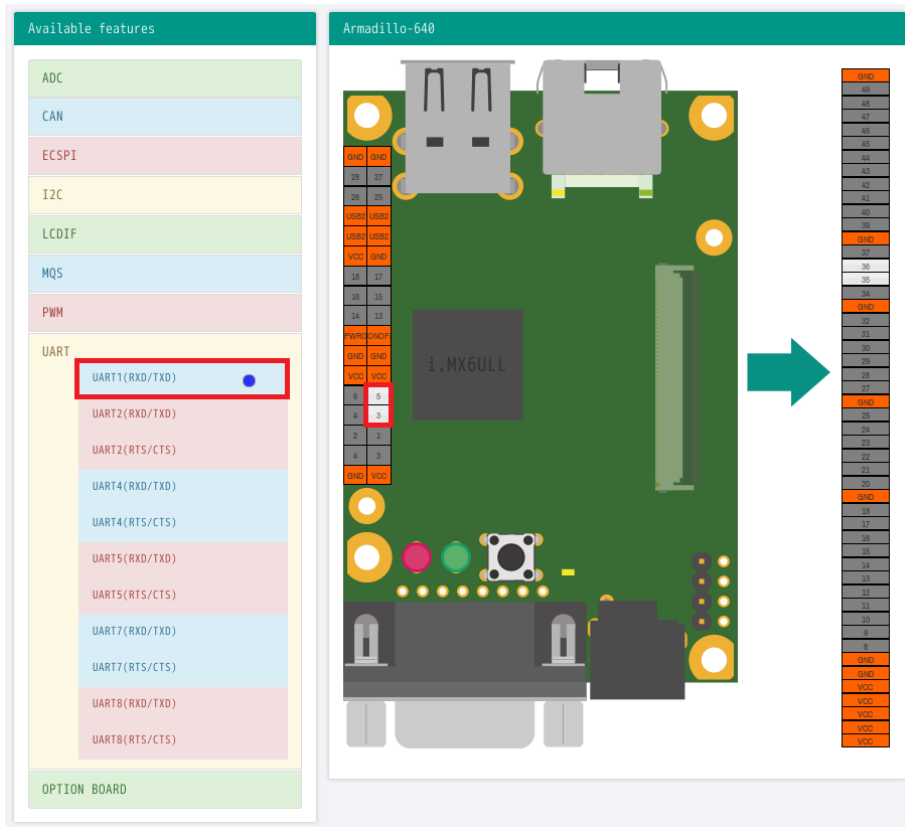 Available features
ADC
CAN
ECSPI
I2C
LCDIF
MQS
PWM
UART
UART1(RXD/TXD)
UART2(RXD/TXD)
UART2(RTS/CTS)
UART4(RXD/TXD)
UART4(RTS/CTS)
UART5(RXD/TXD)
UART5(RTS/CTS)
UART7(RXD/TXD)
UART7(RTS/CTS)
UART8(RXD/TXD)
UART8(RTS/CTS)
OPTION BOARD
Armadillo-640
GND GND
28 27
26 25
USB2 USB2
USB2 USB2
VCC GND
18 17
16 15
14 13
PWRO ONOF
GND GND
VCC VCC
6 5
4 3
2 1
4 3
GND VCC
i.MX6ULL
GND
49
48
47
46
45
44
43
42
41
40
39
GND
37
36
35
34
GND
32
31
30
29
28
27
GND
25
24
23
22
21
20
GND
18
17
16
15
14
13
12
11
10
9
8
GND
GND
VCC
VCC
VCC
VCC
VCC